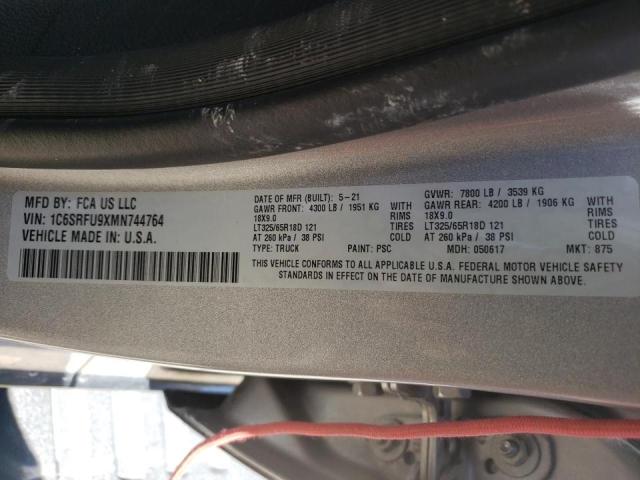 MFD BY: FCA US LLC
VIN: 1C6SRFU9XMN744764
VEHICLE MADE IN: U.S.A.
DATE OF MFR (BUILT): 5-21 GVWR: 7800 LB / 3539 KG
GAWR FRONT: 4300 LB / 1951 KG WITH GAWR REAR: 4200 LB / 1906 KG WITH
18X9.0 RIMS 18X9.0 RIMS
LT325/65R18D 121 TIRES LT325/65R18D 121 TIRES
AT 260 kPa / 38 PSI COLD AT 260 kPa / 38 PSI COLD
TYPE: TRUCK PAINT: PSC MDH: 050617 MKT: 875
THIS VEHICLE CONFORMS TO ALL APPLICABLE U.S.A. FEDERAL MOTOR VEHICLE SAFETY
STANDARDS IN EFFECT ON THE DATE OF MANUFACTURE SHOWN ABOVE.